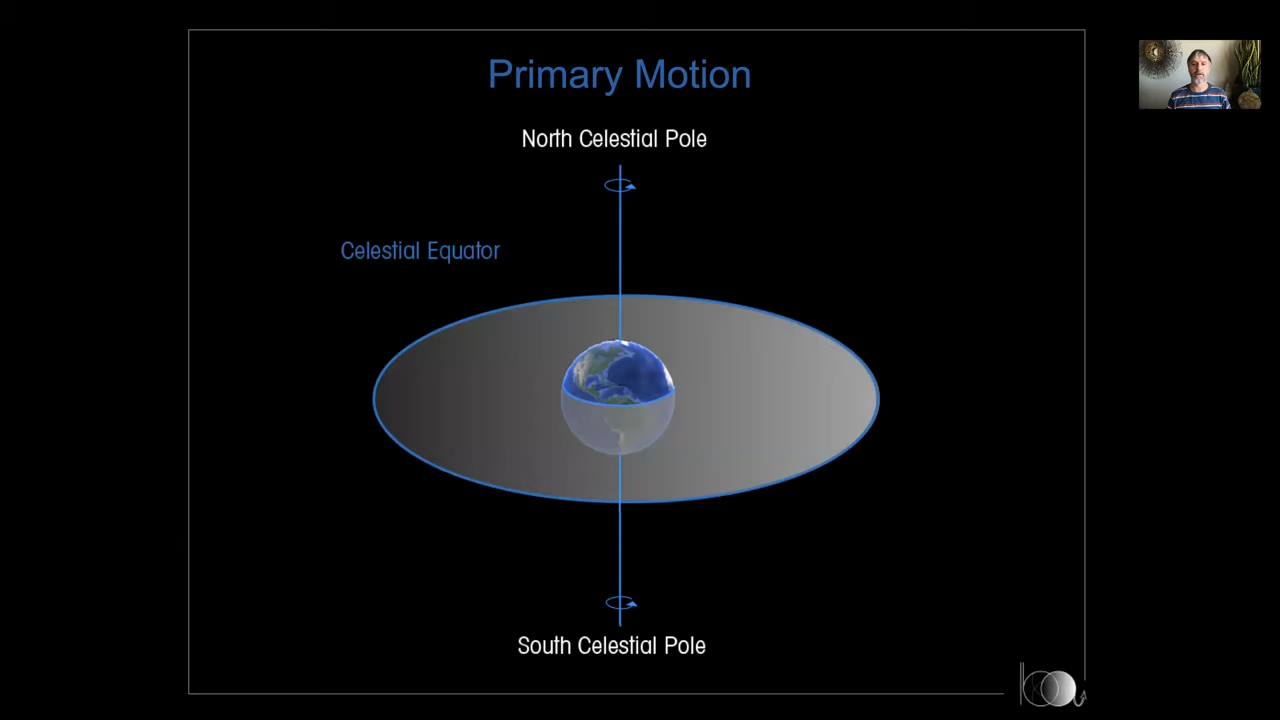 Primary Motion
North Celestial Pole
Celestial Equator
South Celestial Pole